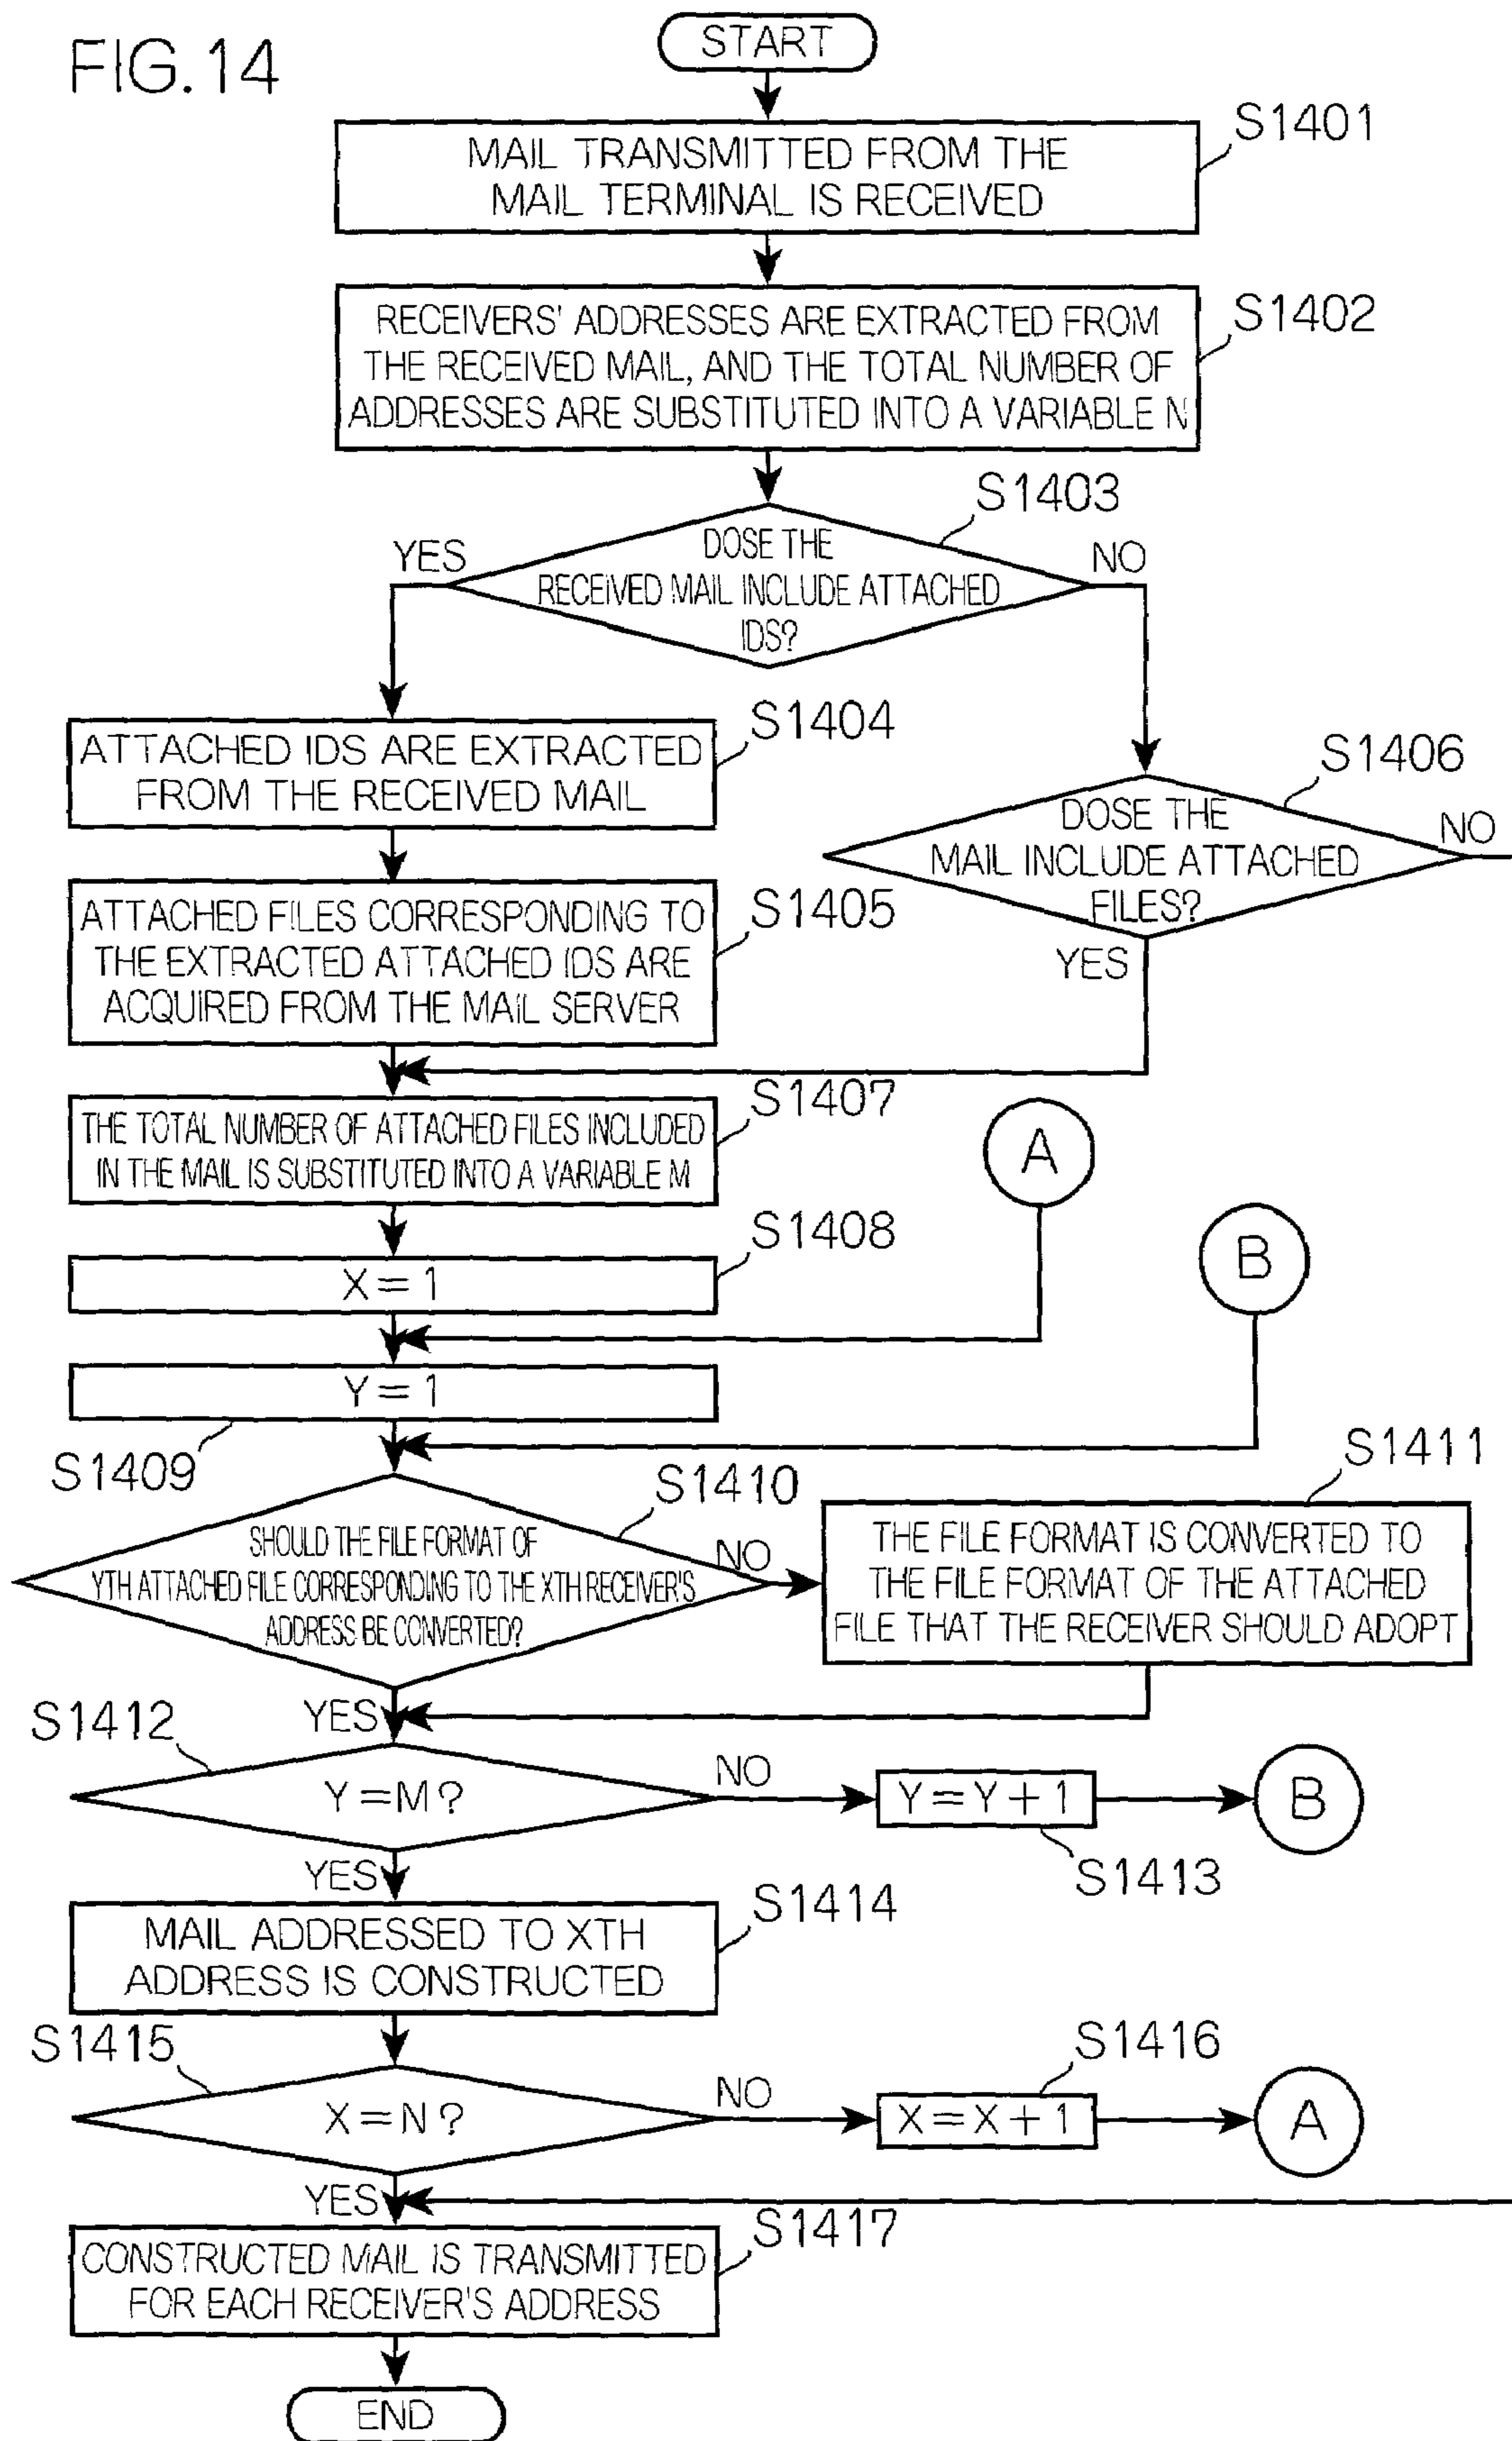 FIG.14
START
S1401
MAIL TRANSMITTED FROM THE
MAIL TERMINAL IS RECEIVED
S1402
RECEIVERS' ADDRESSES ARE EXTRACTED FROM
THE RECEIVED MAIL, AND THE TOTAL NUMBER OF
ADDRESSES ARE SUBSTITUTED INTO A VARIABLE N
S1403
YES
DOSE THE
RECEIVED MAIL INCLUDE ATTACHED
IDS?
NO
S1404
ATTACHED IDS ARE EXTRACTED
FROM THE RECEIVED MAIL
S1406
DOSE THE
MAIL INCLUDE ATTACHED
FILES?
NO
YES
S1405
ATTACHED FILES CORRESPONDING TO
THE EXTRACTED ATTACHED IDS ARE
ACQUIRED FROM THE MAIL SERVER
S1407
THE TOTAL NUMBER OF ATTACHED FILES INCLUDED
IN THE MAIL IS SUBSTITUTED INTO A VARIABLE M
A
S1408
X=1
B
Y=1
S1409
S1410
SHOULD THE FILE FORMAT OF
YTH ATTACHED FILE CORRESPONDING TO THE XTH RECEIVER'S
ADDRESS BE CONVERTED?
NO
S1411
THE FILE FORMAT IS CONVERTED TO
THE FILE FORMAT OF THE ATTACHED
FILE THAT THE RECEIVER SHOULD ADOPT
YES
S1412
Y=M?
NO
Y=Y+1
B
S1413
YES
S1414
MAIL ADDRESSED TO XTH
ADDRESS IS CONSTRUCTED
S1415
X=N?
NO
S1416
X=X+1
A
YES
S1417
CONSTRUCTED MAIL IS TRANSMITTED
FOR EACH RECEIVER'S ADDRESS
END